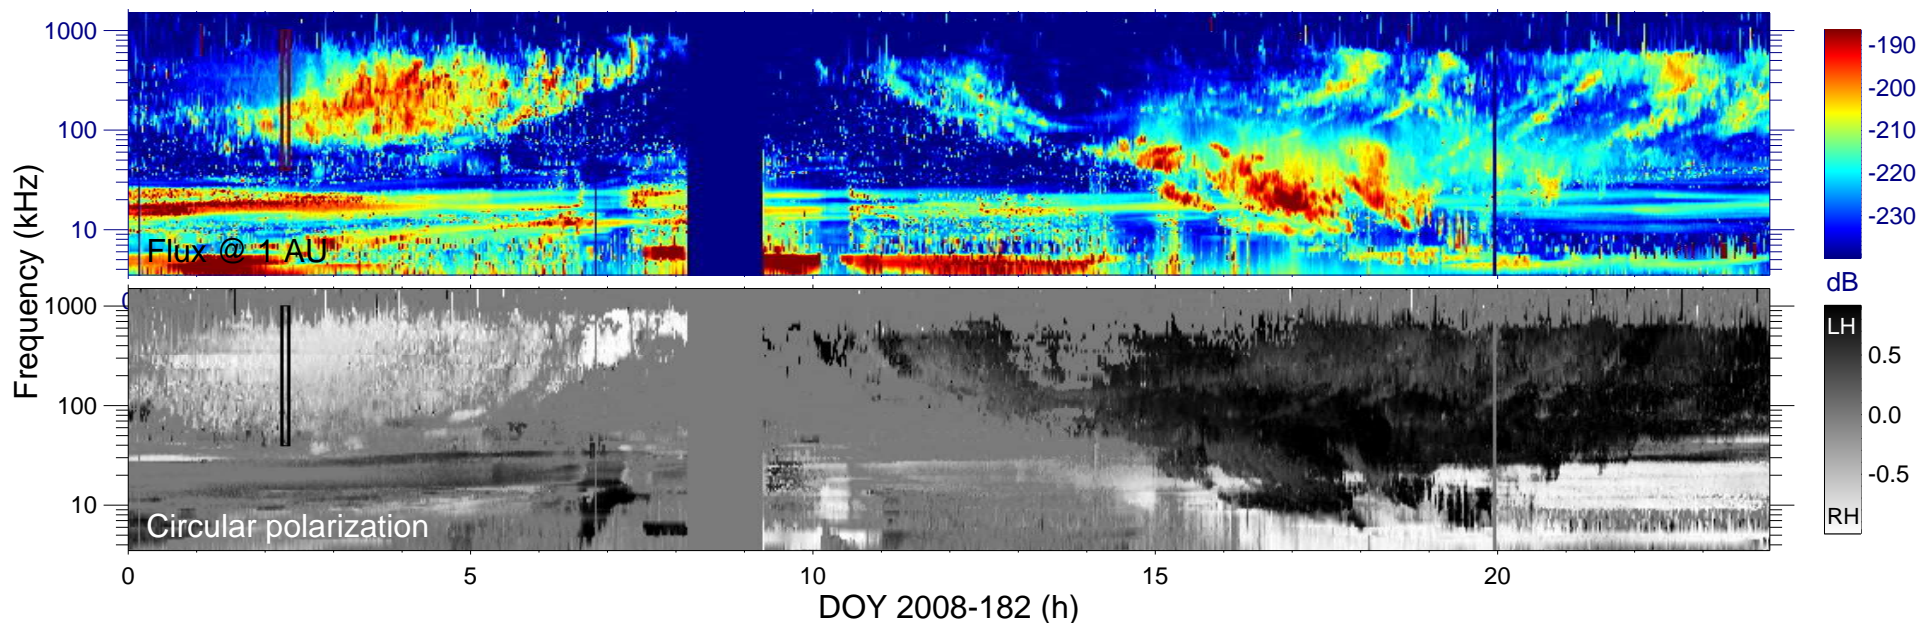 1000
100
10
Flux @ 1 AU
-190
-200
-210
-220
-230
dB
Frequency (kHz)
0
1000
100
10
Circular polarization
LH
0.5
0.0
-0.5
RH
0 5 10 15 20
DOY 2008-182 (h)